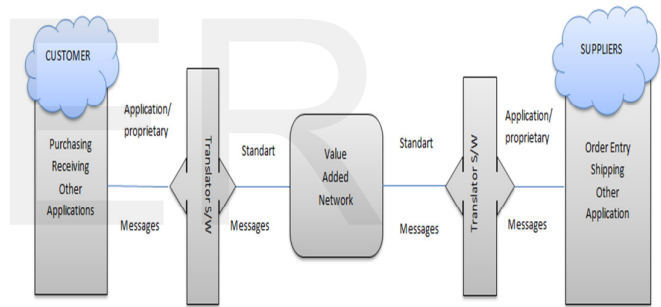 CUSTOMER
Purchasing
Receiving
Other
Applications
Application/
proprietary
Messages
Translator S/W
Standart
Messages
Value
Added
Network
Standart
Messages
Translator S/W
Application/
proprietary
Messages
SUPPLIERS
Order Entry
Shipping
Other
Application
ER